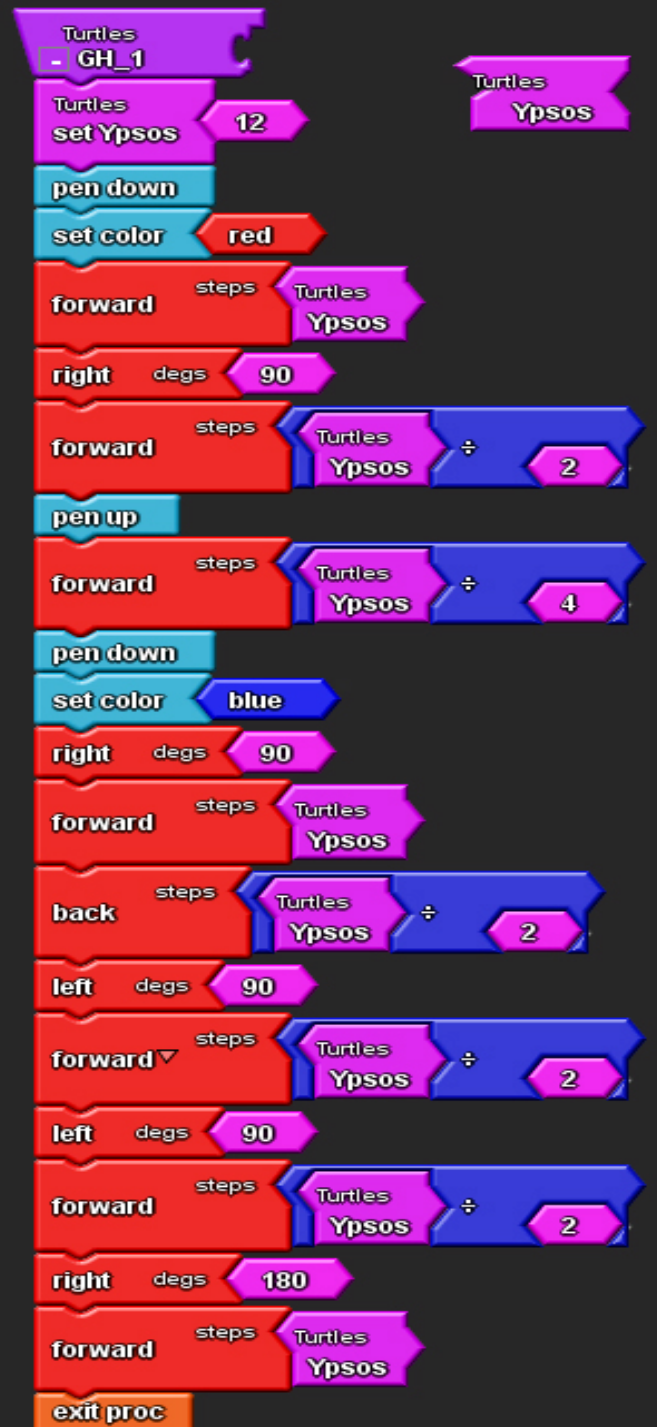 Turtles
- GH_1
Turtles
Ypsos
Turtles
set Ypsos 12
pen down
set color red
forward steps Turtles Ypsos
right degs 90
forward steps Turtles Ypsos ÷ 2
pen up
forward steps Turtles Ypsos ÷ 4
pen down
set color blue
right degs 90
forward steps Turtles Ypsos
back steps Turtles Ypsos ÷ 2
left degs 90
forward steps Turtles Ypsos ÷ 2
left degs 90
forward steps Turtles Ypsos ÷ 2
right degs 180
forward steps Turtles Ypsos
exit proc